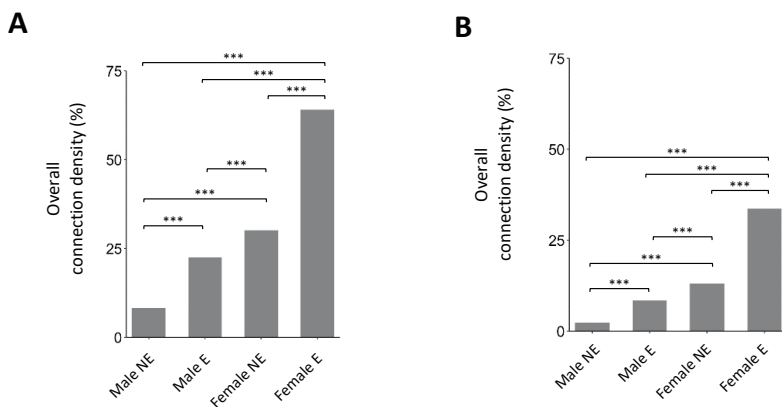 A
Overall
connection density (%)
75
50
25
0
***
***
***
***
***
***
Male NE
Male E
Female NE
Female E
B
Overall
connection density (%)
75
50
25
0
***
***
***
***
***
***
Male NE
Male E
Female NE
Female E